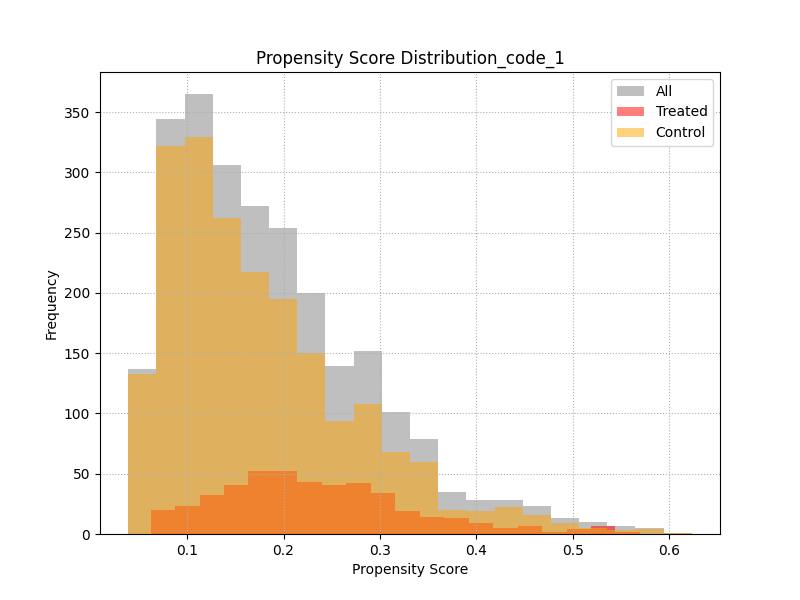 Propensity Score Distribution_code_1
All
Treated
Control
Frequency
350
300
250
200
150
100
50
0
0.1 0.2 0.3 0.4 0.5 0.6
Propensity Score